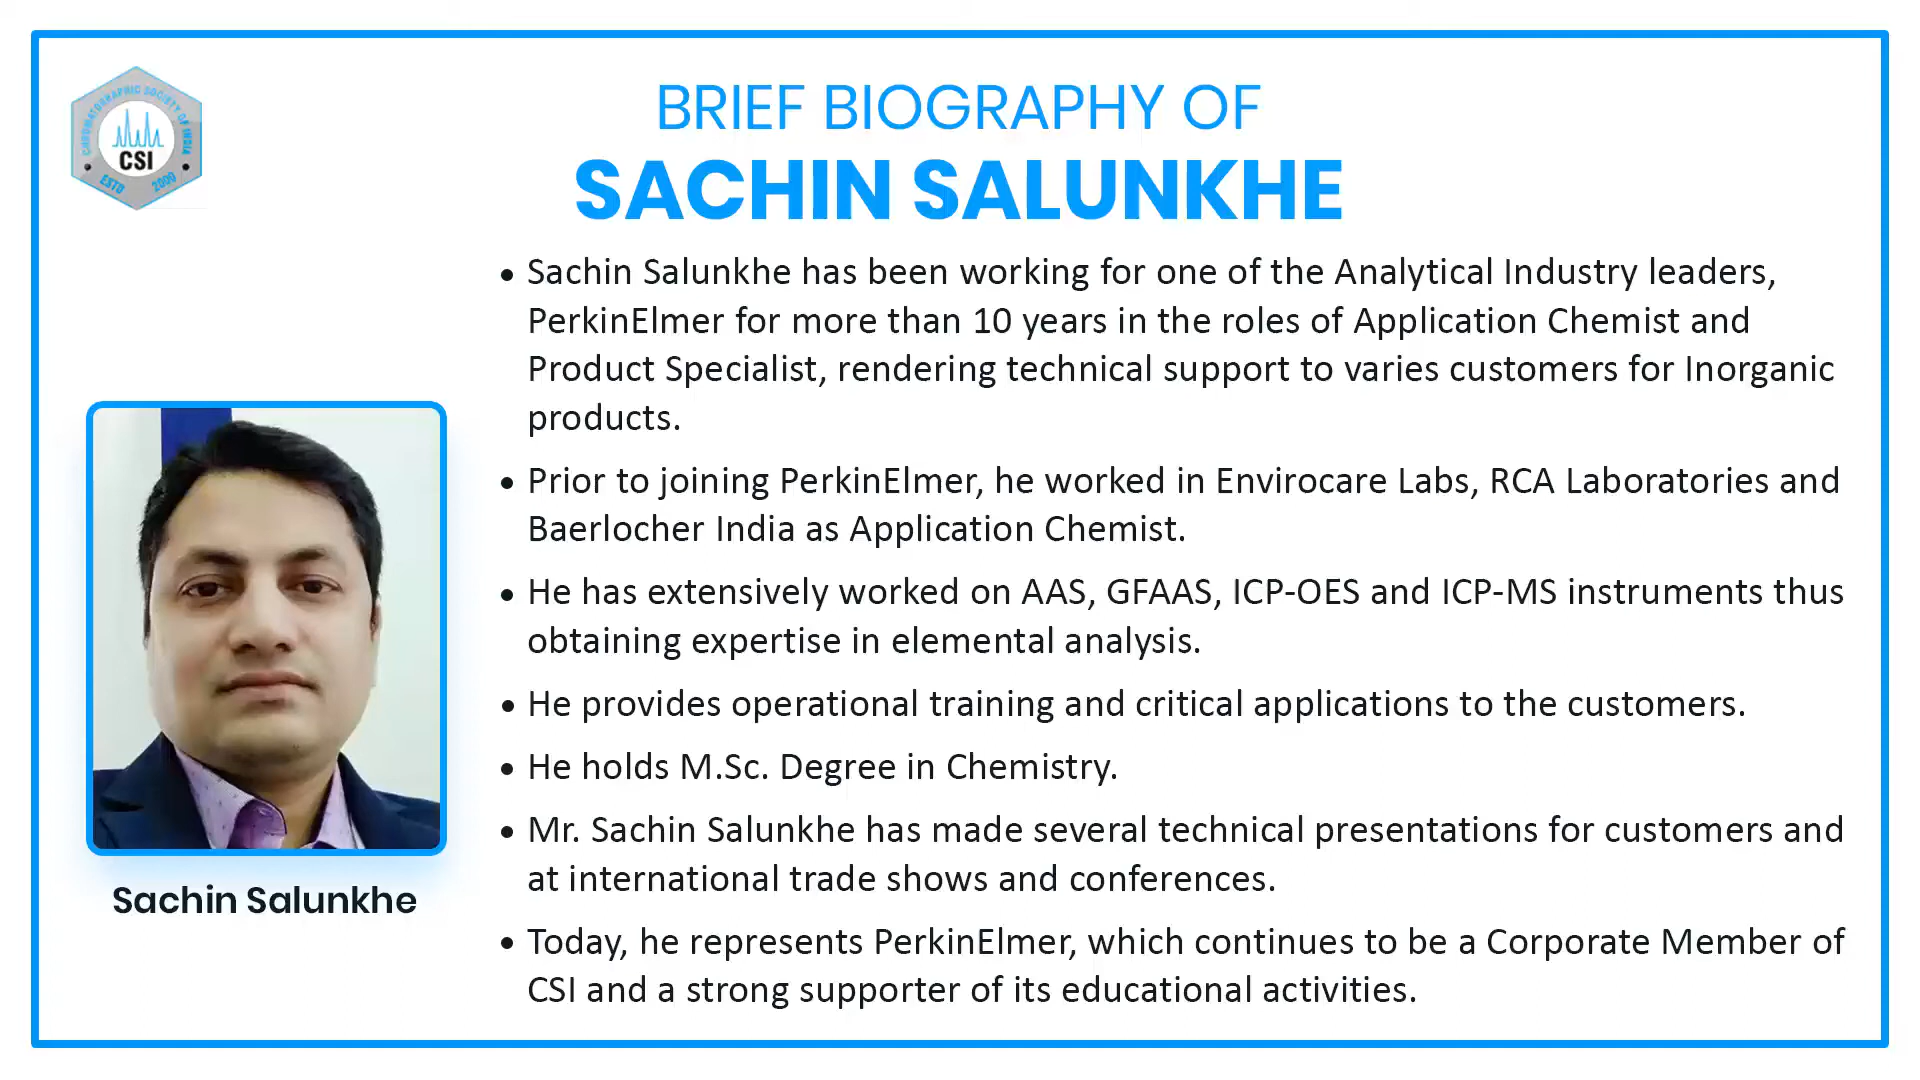 CHROMATOGRAPHIC SOCIETY OF INDIA
CSI
ESTD 2000
BRIEF BIOGRAPHY OF
SACHIN SALUNKHE
• Sachin Salunkhe has been working for one of the Analytical Industry leaders,
PerkinElmer for more than 10 years in the roles of Application Chemist and
Product Specialist, rendering technical support to varies customers for Inorganic
products.
• Prior to joining PerkinElmer, he worked in Envirocare Labs, RCA Laboratories and
Baerlocher India as Application Chemist.
• He has extensively worked on AAS, GFAAS, ICP-OES and ICP-MS instruments thus
obtaining expertise in elemental analysis.
• He provides operational training and critical applications to the customers.
• He holds M.Sc. Degree in Chemistry.
• Mr. Sachin Salunkhe has made several technical presentations for customers and
at international trade shows and conferences.
• Today, he represents PerkinElmer, which continues to be a Corporate Member of
CSI and a strong supporter of its educational activities.
Sachin Salunkhe